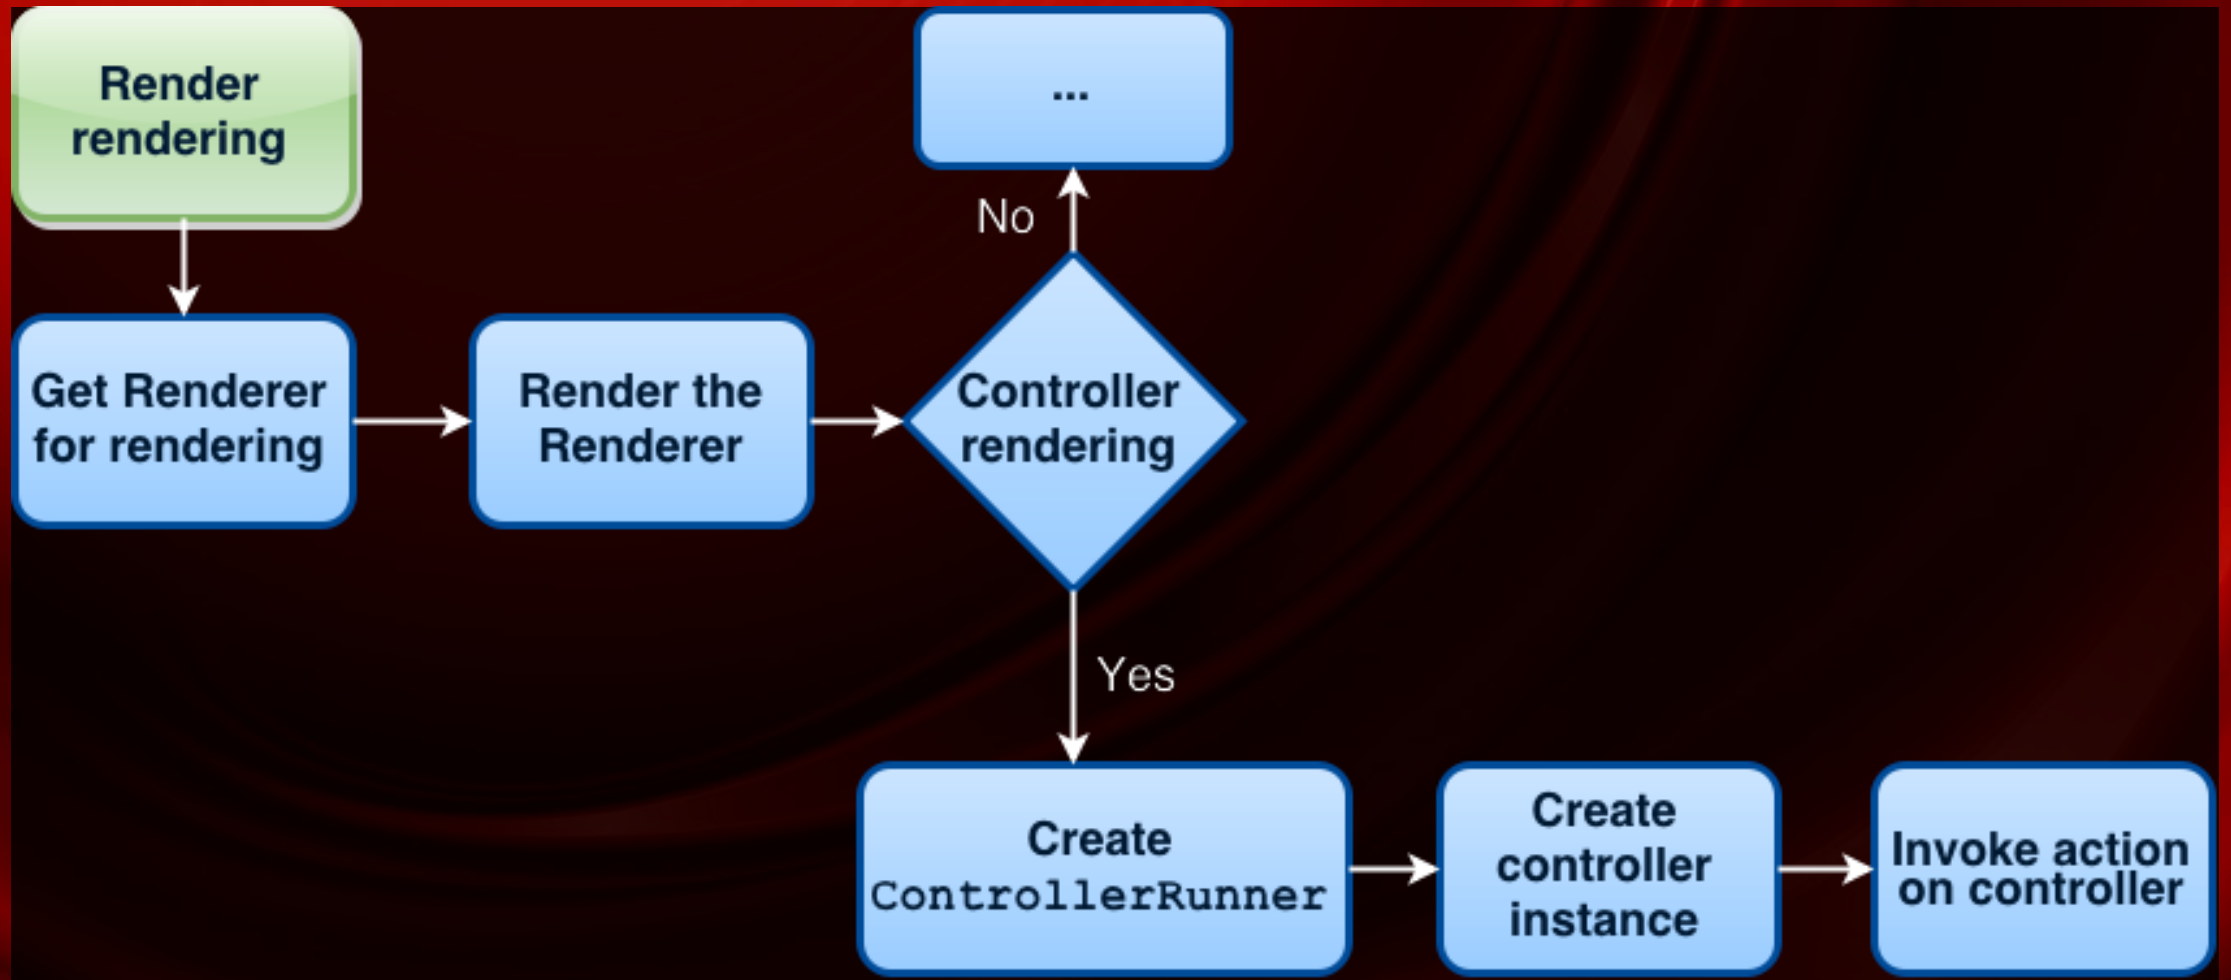 Render
rendering
...
No
Get Renderer
for rendering
Render the
Renderer
Controller
rendering
Yes
Create
ControllerRunner
Create
controller
instance
Invoke action
on controller